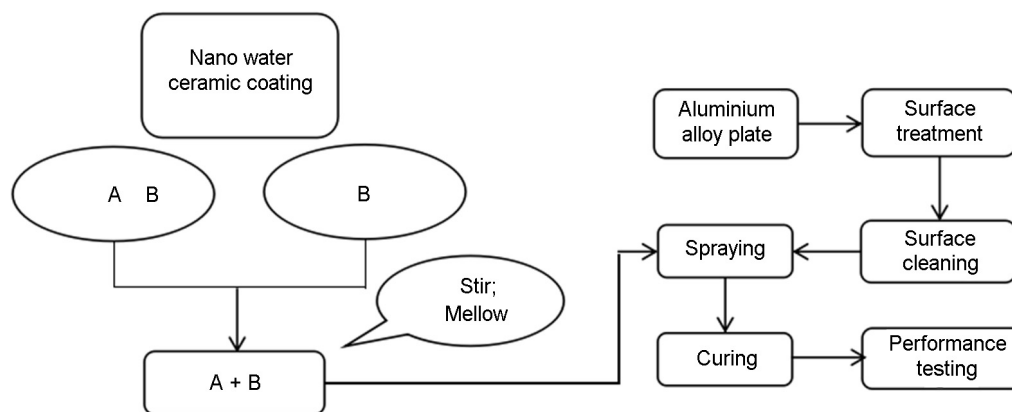 Nano water
ceramic coating
A B
B
Stir;
Mellow
A + B
Aluminium
alloy plate
Surface
treatment
Surface
cleaning
Spraying
Curing
Performance
testing